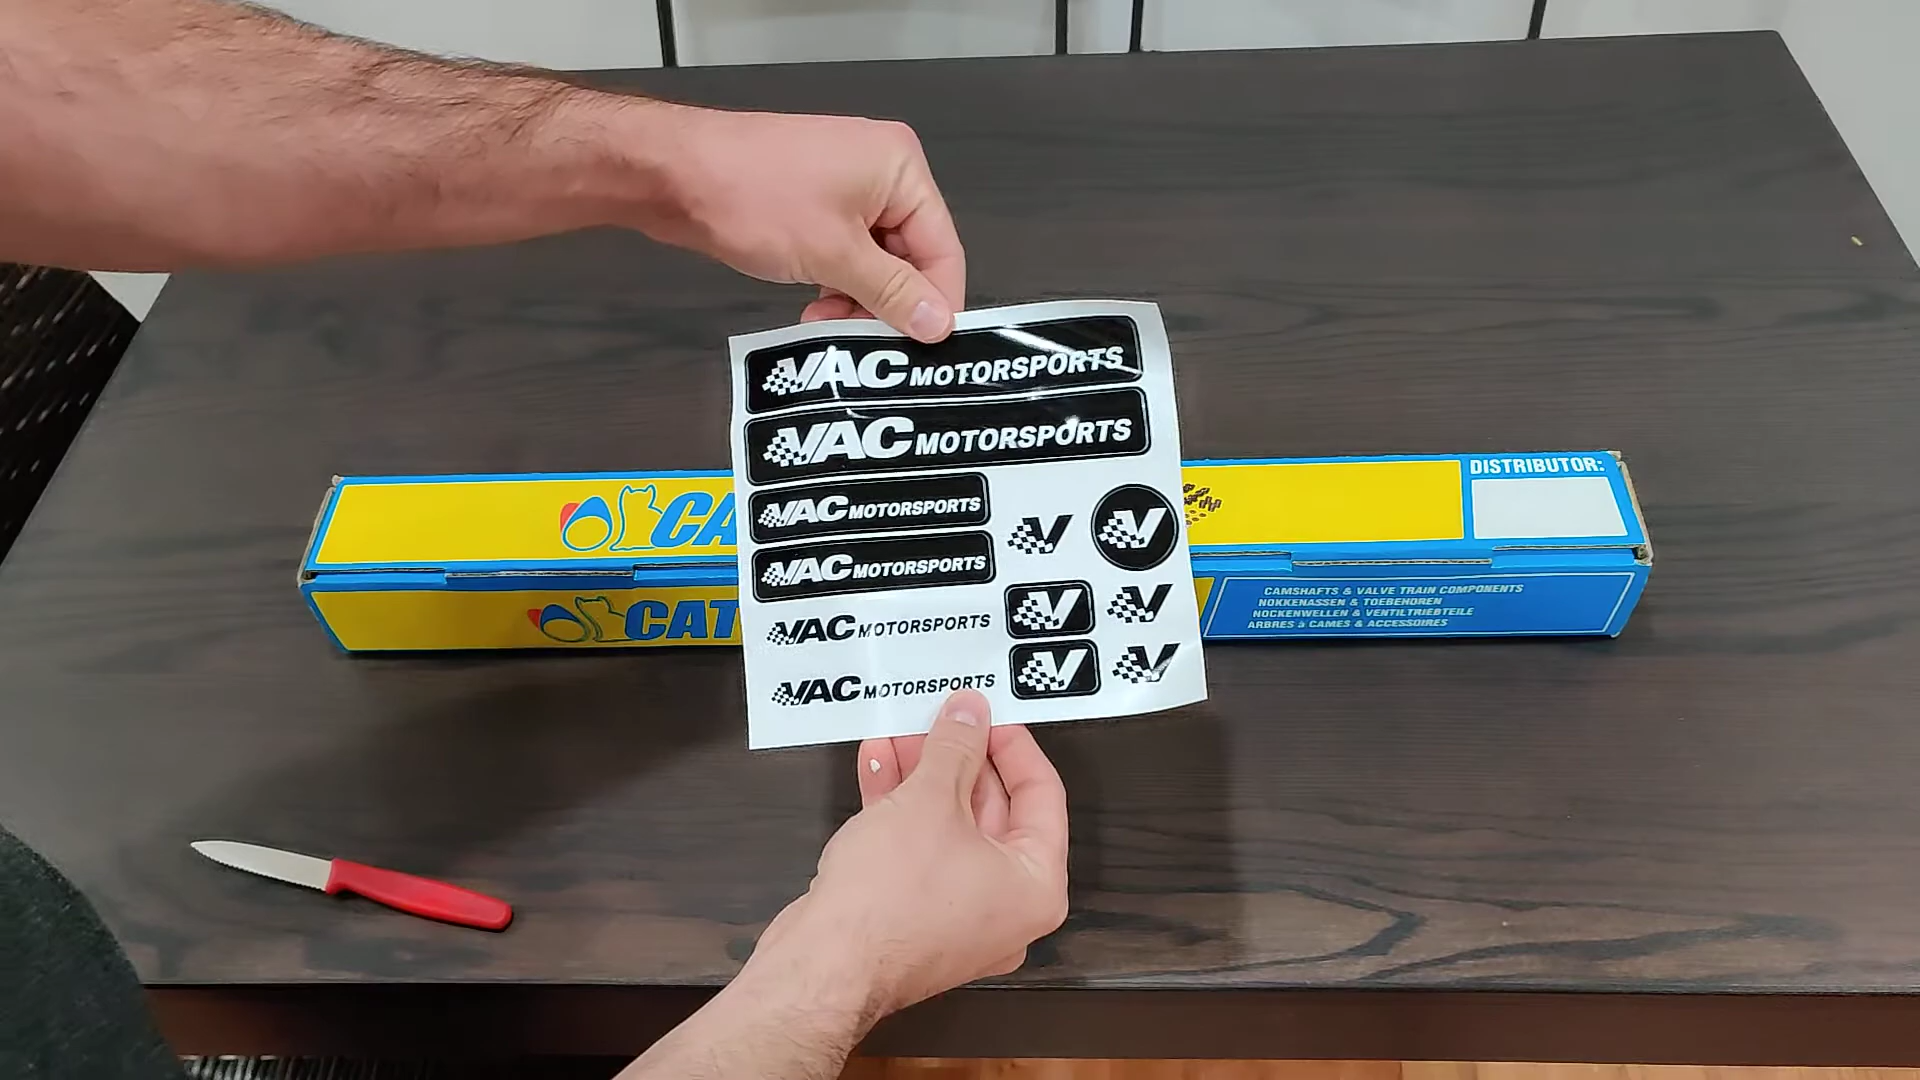 VAC MOTORSPORTS
VAC MOTORSPORTS
VAC MOTORSPORTS
VAC MOTORSPORTS
VAC MOTORSPORTS
VAC MOTORSPORTS
V
V
V
V
V
V
CA
DISTRIBUTOR:
CAT
CAMSHAFTS & VALVE TRAIN COMPONENTS
NOKKENASSEN & TOEBEHOREN
NOCKENWELLEN & VENTILTRIEBTEILE
ARBRES à CAMES & ACCESSOIRES